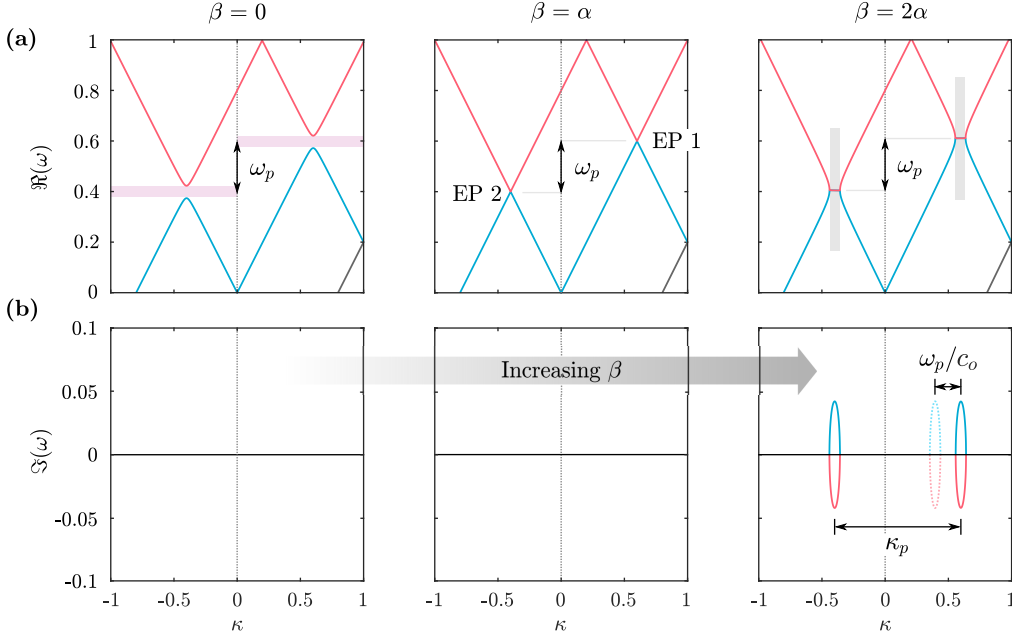 β = 0
β = α
β = 2α
(a)
ℜ(ω)
1
0.8
0.6
0.4
0.2
0
ω_p
EP 2
ω_p
EP 1
ω_p
(b)
ℑ(ω)
0.1
0.05
0
-0.05
-0.1
Increasing β
ω_p/c_o
κ_p
-1 -0.5 0 0.5 1
-1 -0.5 0 0.5 1
-1 -0.5 0 0.5 1
κ
κ
κ